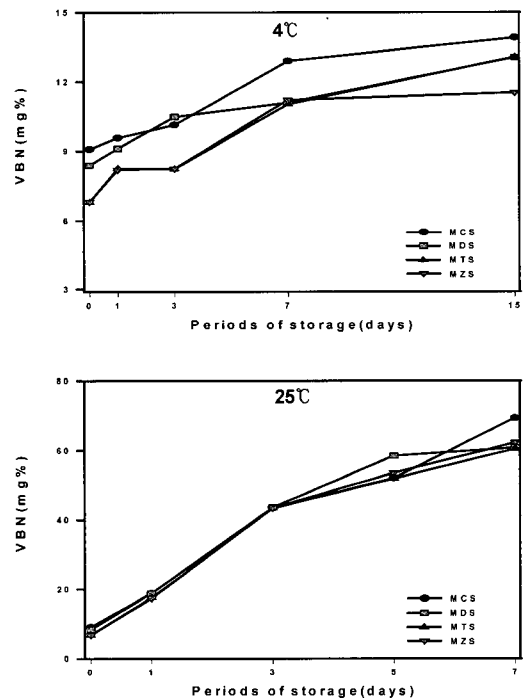 4℃
15
12
9
6
3
VBN(mg%)
MCS
MDS
MTS
MZS
0 1 3 7 15
Periods of storage(days)
25℃
80
60
40
20
0
VBN(mg%)
MCS
MDS
MTS
MZS
0 1 3 5 7
Periods of storage(days)